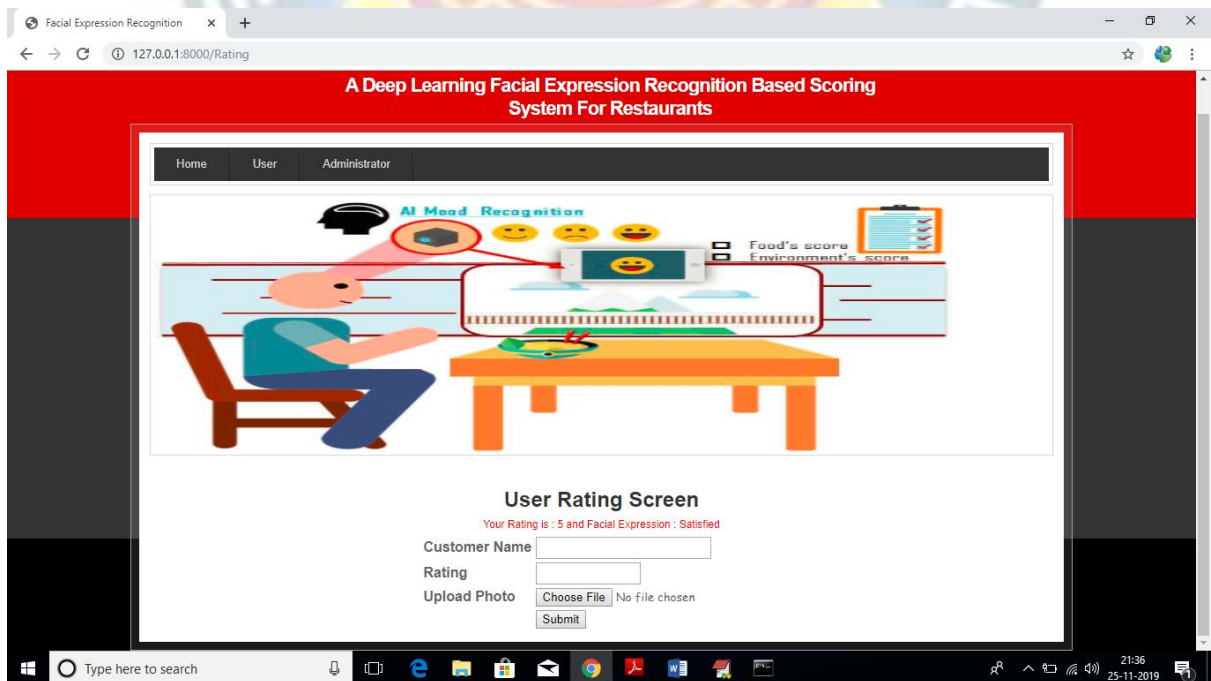 Facial Expression Recognition
127.0.0.1:8000/Rating
A Deep Learning Facial Expression Recognition Based Scoring
System For Restaurants
Home User Administrator
AI Mood Recognition
Food's score
Environment's score
User Rating Screen
Your Rating is : 5 and Facial Expression : Satisfied
Customer Name
Rating
Upload Photo Choose File No file chosen
Submit
Type here to search
21:36
25-11-2019